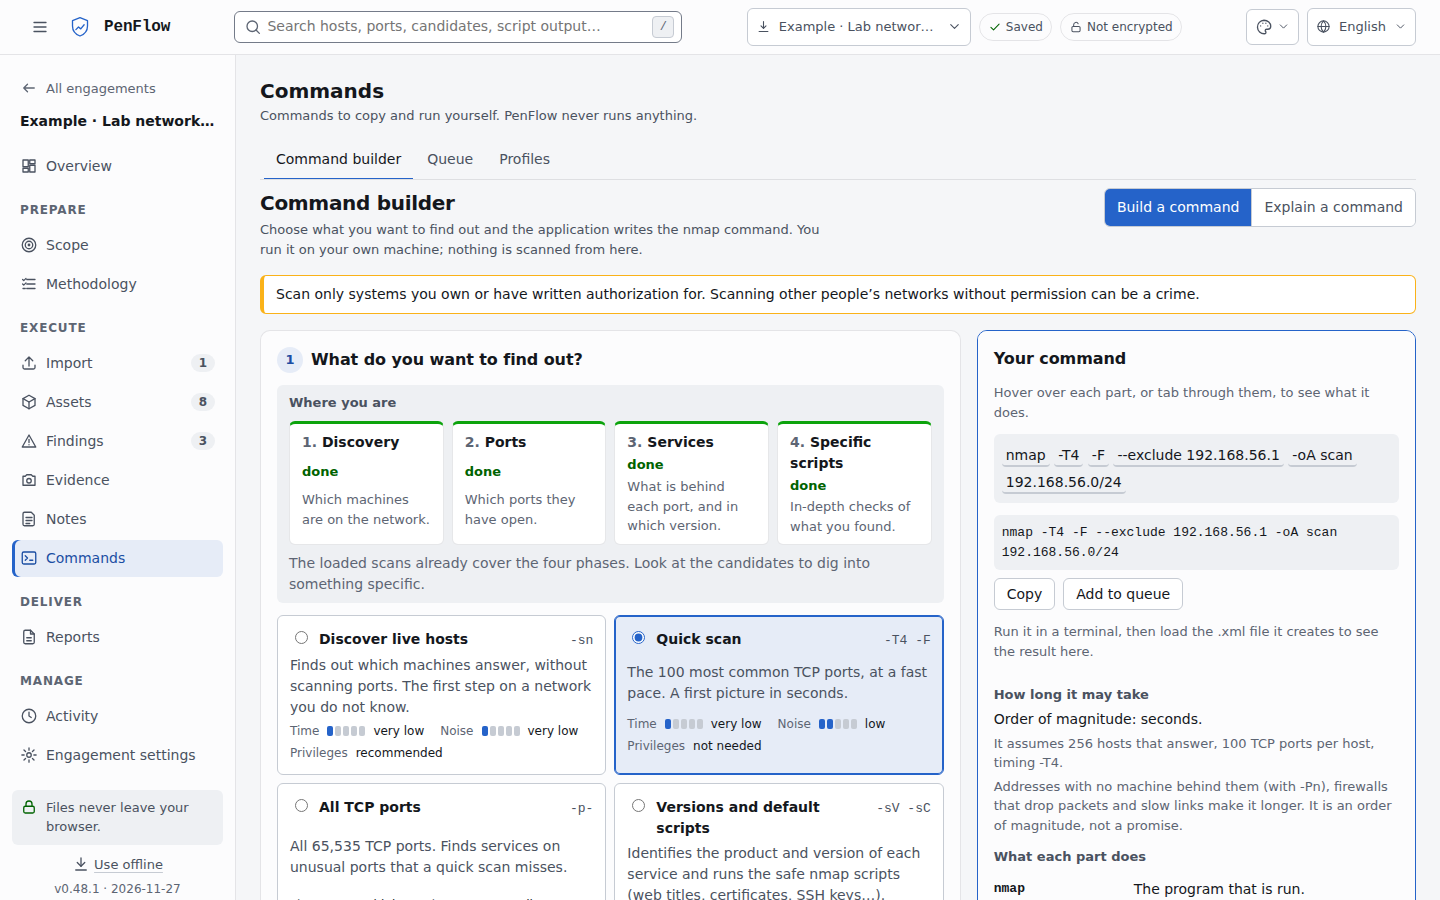 PenFlow
Search hosts, ports, candidates, script output…
/
Example · Lab networ…
Saved
Not encrypted
English
All engagements
Example · Lab network…
Overview
PREPARE
Scope
Methodology
EXECUTE
Import
1
Assets
8
Findings
3
Evidence
Notes
Commands
DELIVER
Reports
MANAGE
Activity
Engagement settings
Files never leave your
browser.
Use offline
v0.48.1 · 2026-11-27
Commands
Commands to copy and run yourself. PenFlow never runs anything.
Command builder
Queue
Profiles
Command builder
Choose what you want to find out and the application writes the nmap command. You
run it on your own machine; nothing is scanned from here.
Build a command
Explain a command
Scan only systems you own or have written authorization for. Scanning other people’s networks without permission can be a crime.
1
What do you want to find out?
Where you are
1. Discovery
done
Which machines
are on the network.
2. Ports
done
Which ports they
have open.
3. Services
done
What is behind
each port, and in
which version.
4. Specific
scripts
done
In-depth checks of
what you found.
The loaded scans already cover the four phases. Look at the candidates to dig into
something specific.
Discover live hosts
-sn
Finds out which machines answer, without
scanning ports. The first step on a network
you do not know.
Time very low Noise very low
Privileges recommended
Quick scan
-T4 -F
The 100 most common TCP ports, at a fast
pace. A first picture in seconds.
Time very low Noise low
Privileges not needed
All TCP ports
-p-
All 65,535 TCP ports. Finds services on
unusual ports that a quick scan misses.
Versions and default
scripts
-sV -sC
Identifies the product and version of each
service and runs the safe nmap scripts
(web titles, certificates, SSH keys…).
Your command
Hover over each part, or tab through them, to see what it
does.
nmap -T4 -F --exclude 192.168.56.1 -oA scan
192.168.56.0/24
nmap -T4 -F --exclude 192.168.56.1 -oA scan
192.168.56.0/24
Copy
Add to queue
Run it in a terminal, then load the .xml file it creates to see
the result here.
How long it may take
Order of magnitude: seconds.
It assumes 256 hosts that answer, 100 TCP ports per host,
timing -T4.
Addresses with no machine behind them (with -Pn), firewalls
that drop packets and slow links make it longer. It is an order
of magnitude, not a promise.
What each part does
nmap
The program that is run.